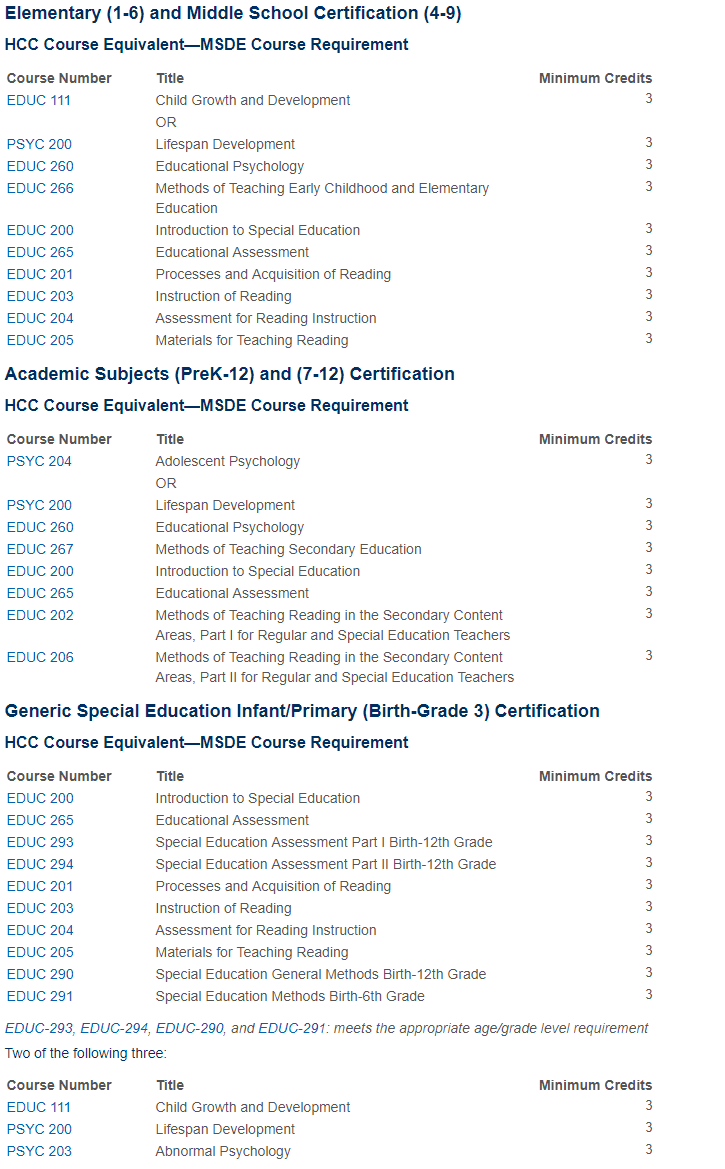 Elementary (1-6) and Middle School Certification (4-9)
HCC Course Equivalent—MSDE Course Requirement
Course Number Title Minimum Credits
EDUC 111 Child Growth and Development 3
OR
PSYC 200 Lifespan Development 3
EDUC 260 Educational Psychology 3
EDUC 266 Methods of Teaching Early Childhood and Elementary 3
Education
EDUC 200 Introduction to Special Education 3
EDUC 265 Educational Assessment 3
EDUC 201 Processes and Acquisition of Reading 3
EDUC 203 Instruction of Reading 3
EDUC 204 Assessment for Reading Instruction 3
EDUC 205 Materials for Teaching Reading 3
Academic Subjects (PreK-12) and (7-12) Certification
HCC Course Equivalent—MSDE Course Requirement
Course Number Title Minimum Credits
PSYC 204 Adolescent Psychology 3
OR
PSYC 200 Lifespan Development 3
EDUC 260 Educational Psychology 3
EDUC 267 Methods of Teaching Secondary Education 3
EDUC 200 Introduction to Special Education 3
EDUC 265 Educational Assessment 3
EDUC 202 Methods of Teaching Reading in the Secondary Content 3
Areas, Part I for Regular and Special Education Teachers
EDUC 206 Methods of Teaching Reading in the Secondary Content 3
Areas, Part II for Regular and Special Education Teachers
Generic Special Education Infant/Primary (Birth-Grade 3) Certification
HCC Course Equivalent—MSDE Course Requirement
Course Number Title Minimum Credits
EDUC 200 Introduction to Special Education 3
EDUC 265 Educational Assessment 3
EDUC 293 Special Education Assessment Part I Birth-12th Grade 3
EDUC 294 Special Education Assessment Part II Birth-12th Grade 3
EDUC 201 Processes and Acquisition of Reading 3
EDUC 203 Instruction of Reading 3
EDUC 204 Assessment for Reading Instruction 3
EDUC 205 Materials for Teaching Reading 3
EDUC 290 Special Education General Methods Birth-12th Grade 3
EDUC 291 Special Education Methods Birth-6th Grade 3
EDUC-293, EDUC-294, EDUC-290, and EDUC-291: meets the appropriate age/grade level requirement
Two of the following three:
Course Number Title Minimum Credits
EDUC 111 Child Growth and Development 3
PSYC 200 Lifespan Development 3
PSYC 203 Abnormal Psychology 3